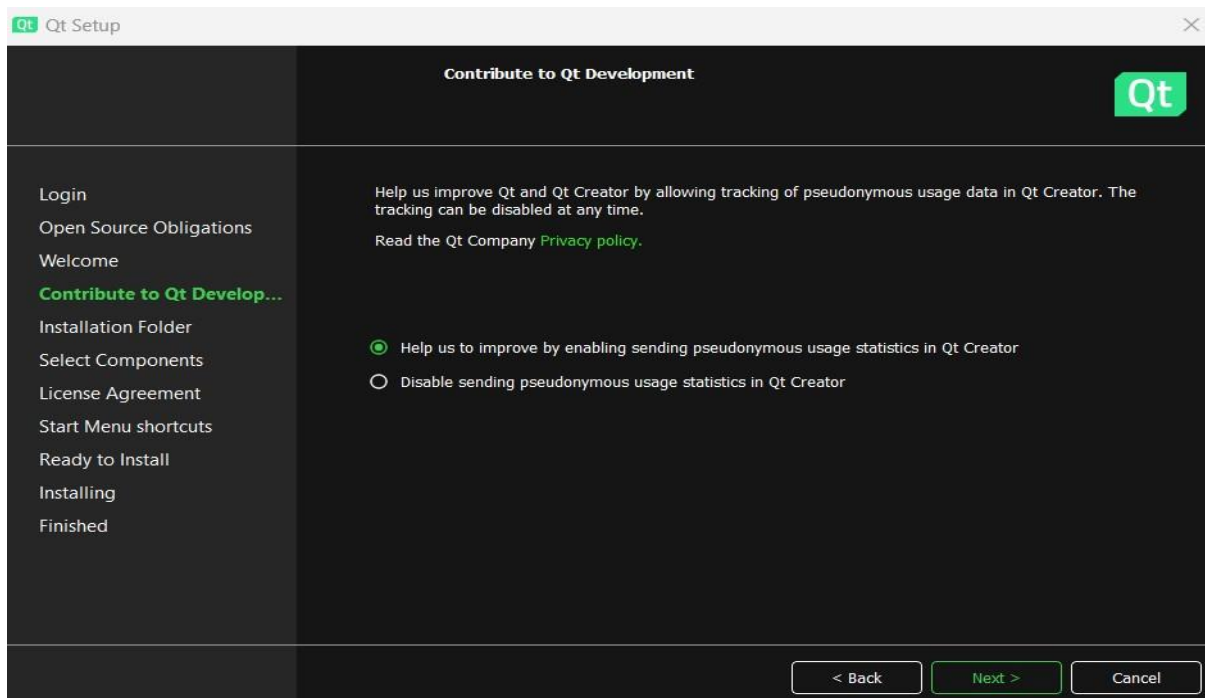 Qt Qt Setup
Contribute to Qt Development
Qt
Login
Open Source Obligations
Welcome
Contribute to Qt Develop...
Installation Folder
Select Components
License Agreement
Start Menu shortcuts
Ready to Install
Installing
Finished
Help us improve Qt and Qt Creator by allowing tracking of pseudonymous usage data in Qt Creator. The
tracking can be disabled at any time.
Read the Qt Company Privacy policy.
Help us to improve by enabling sending pseudonymous usage statistics in Qt Creator
Disable sending pseudonymous usage statistics in Qt Creator
< Back Next > Cancel